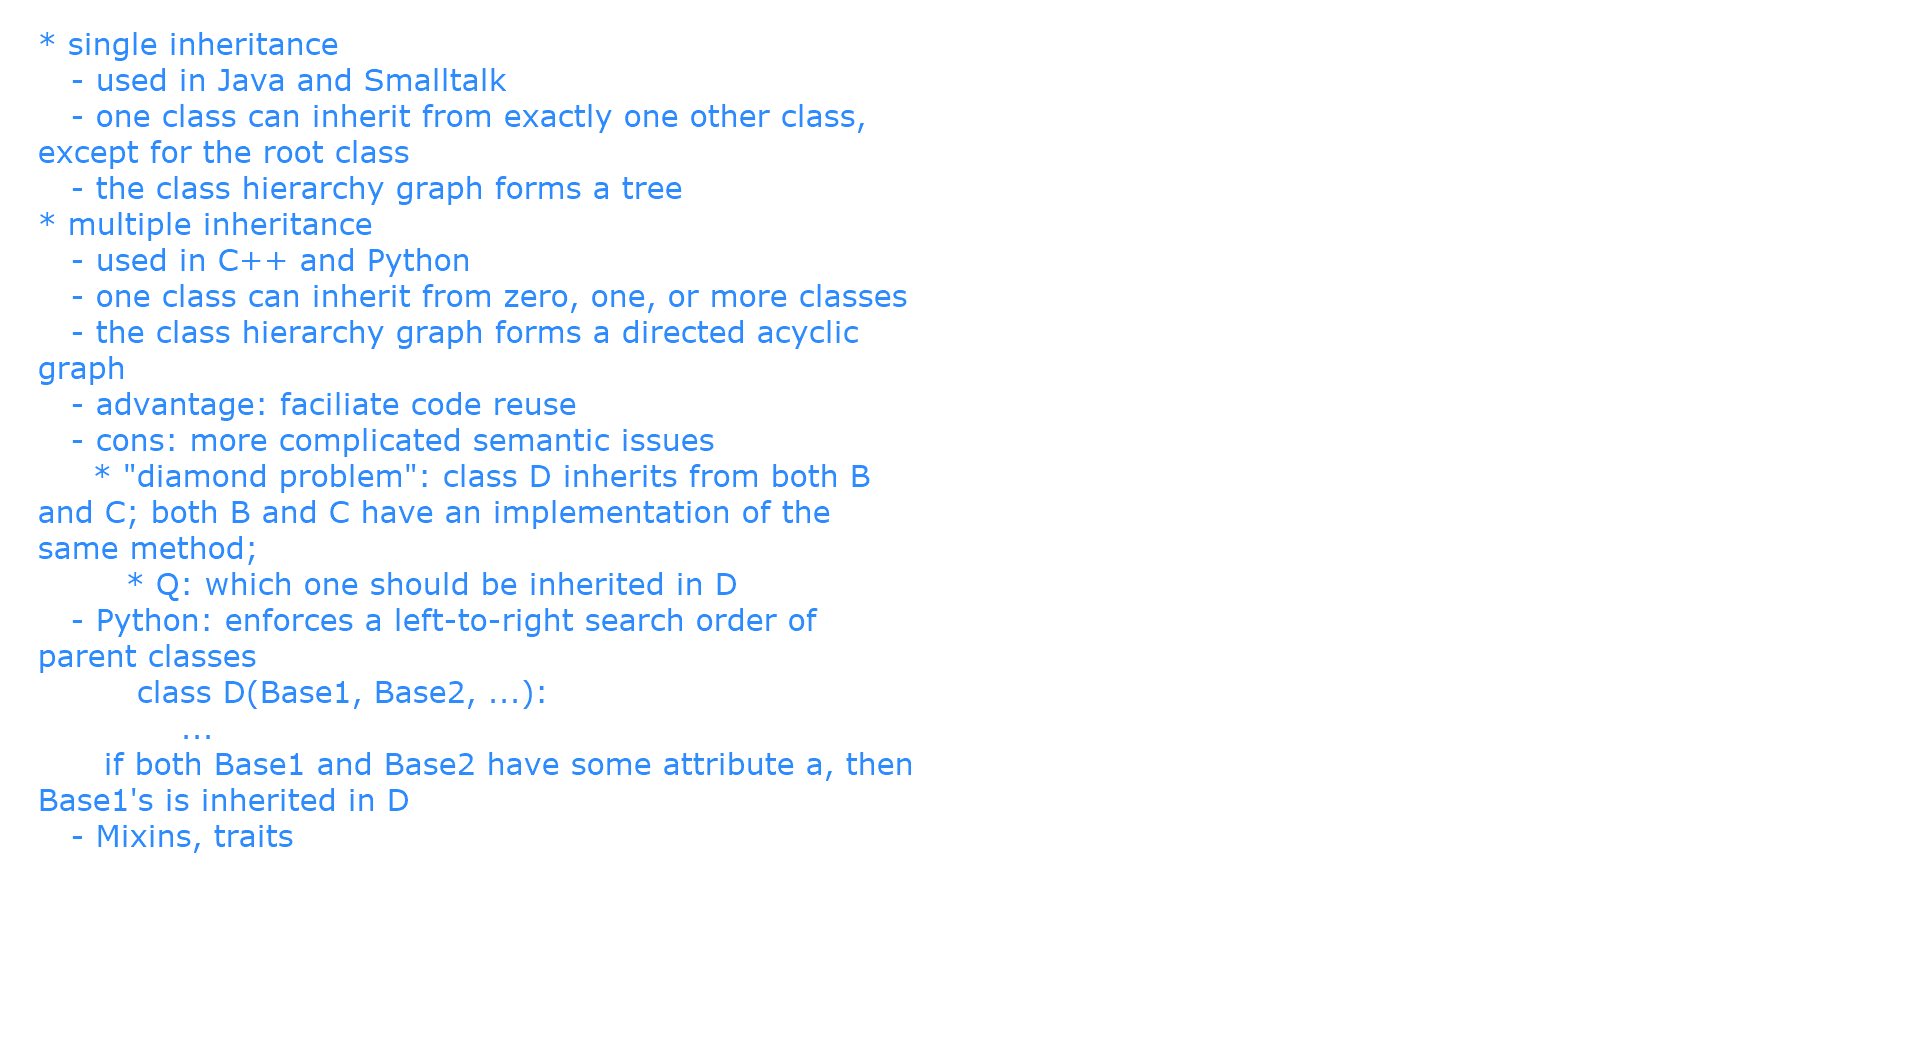 * single inheritance
    - used in Java and Smalltalk
    - one class can inherit from exactly one other class,
except for the root class
    - the class hierarchy graph forms a tree
* multiple inheritance
    - used in C++ and Python
    - one class can inherit from zero, one, or more classes
    - the class hierarchy graph forms a directed acyclic
graph
    - advantage: faciliate code reuse
    - cons: more complicated semantic issues
      * "diamond problem": class D inherits from both B
and C; both B and C have an implementation of the
same method;
          * Q: which one should be inherited in D
    - Python: enforces a left-to-right search order of
parent classes
           class D(Base1, Base2, ...):
               ...
       if both Base1 and Base2 have some attribute a, then
Base1's is inherited in D
    - Mixins, traits